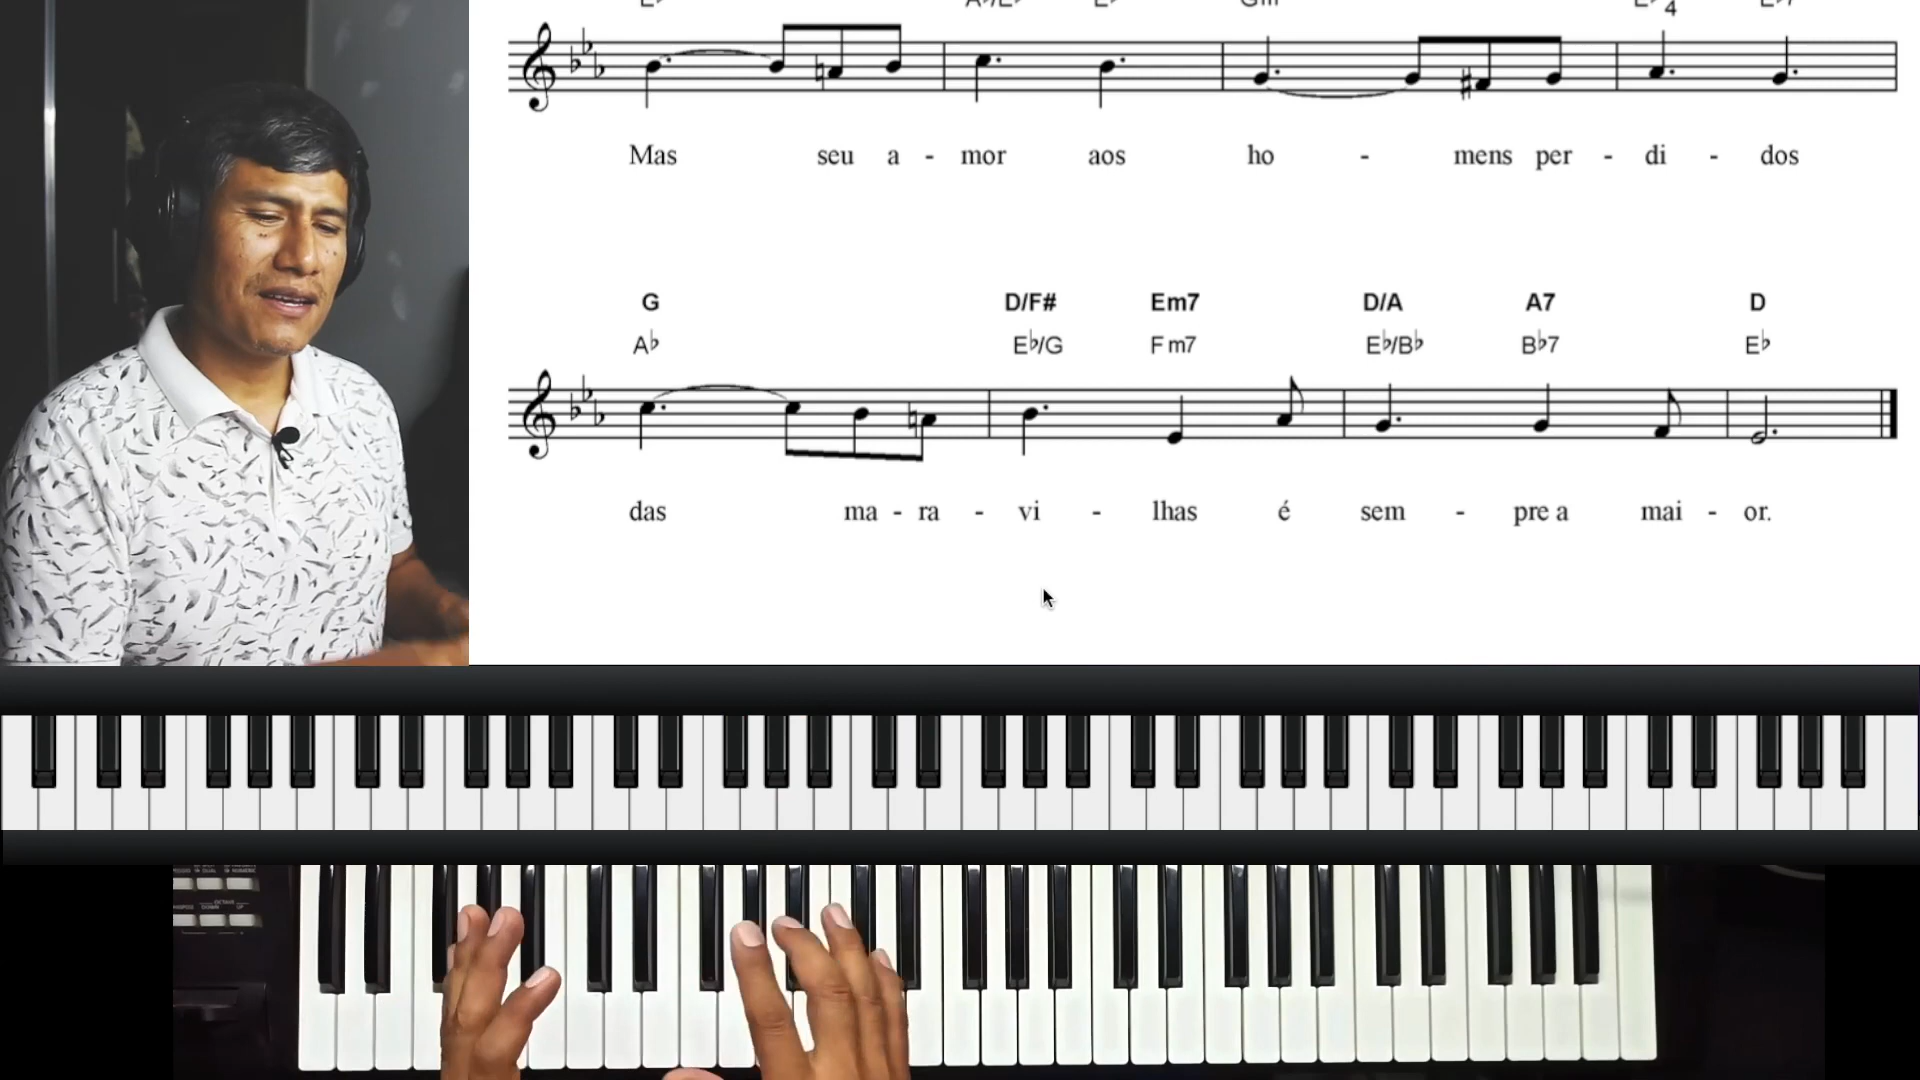 Mas seu a - mor aos ho - mens per - di - dos
G D/F# Em7 D/A A7 D
A♭ E♭/G Fm7 E♭/B♭ B♭7 E♭
das ma - ra - vi - lhas é sem - pre a mai - or.